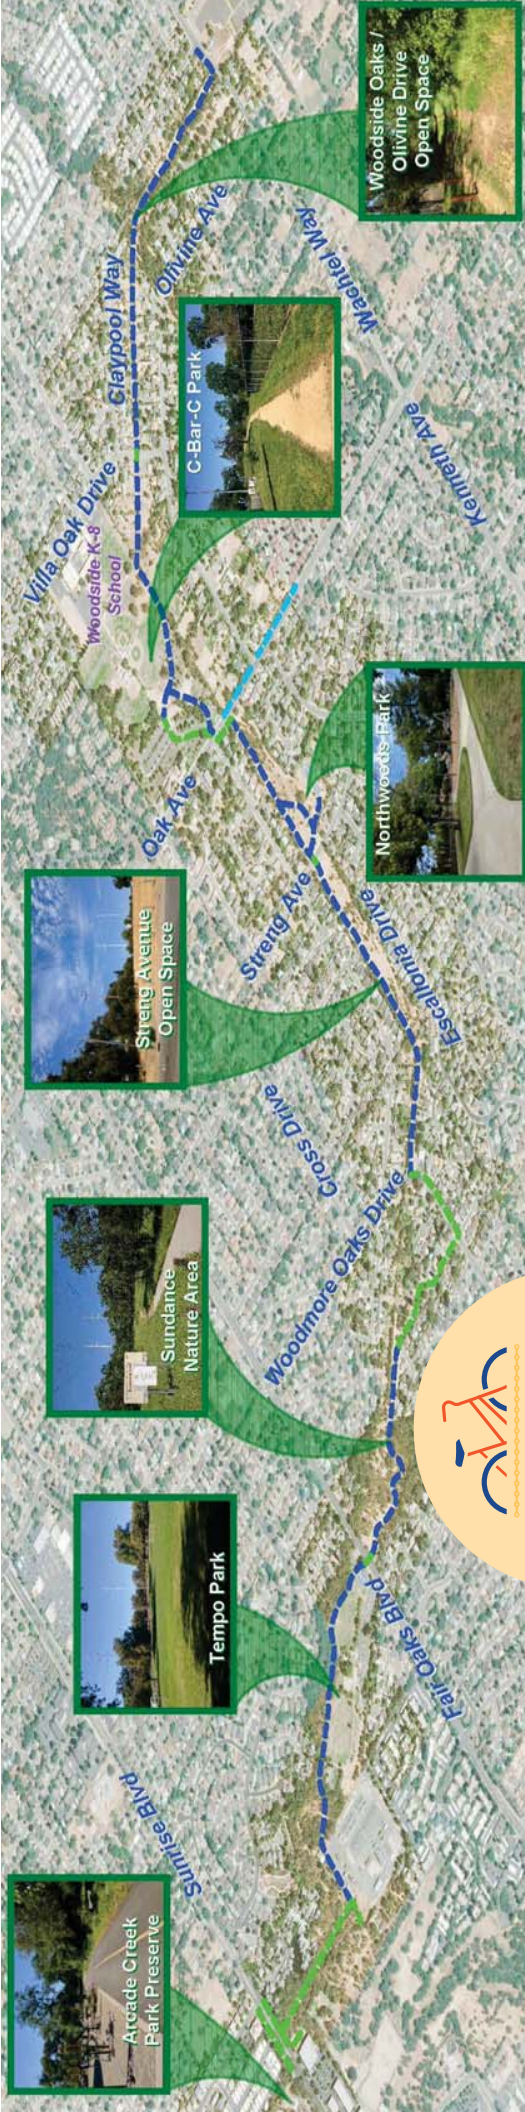 Arcade Creek
Park Preserve
Sunrise Blvd
Tempo Park
Fair Oaks Blvd
Sundance
Nature Area
Woodmore Oaks Drive
Cross Drive
Streng Avenue
Open Space
Escallonia Drive
Streng Ave
Northwoods Park
Oak Ave
Woodside K-8
School
Villa Oak Drive
C-Bar-C Park
Kenneth Ave
Claypool Way
Olivine Ave
Wachtel Way
Woodside Oaks /
Olivine Drive
Open Space